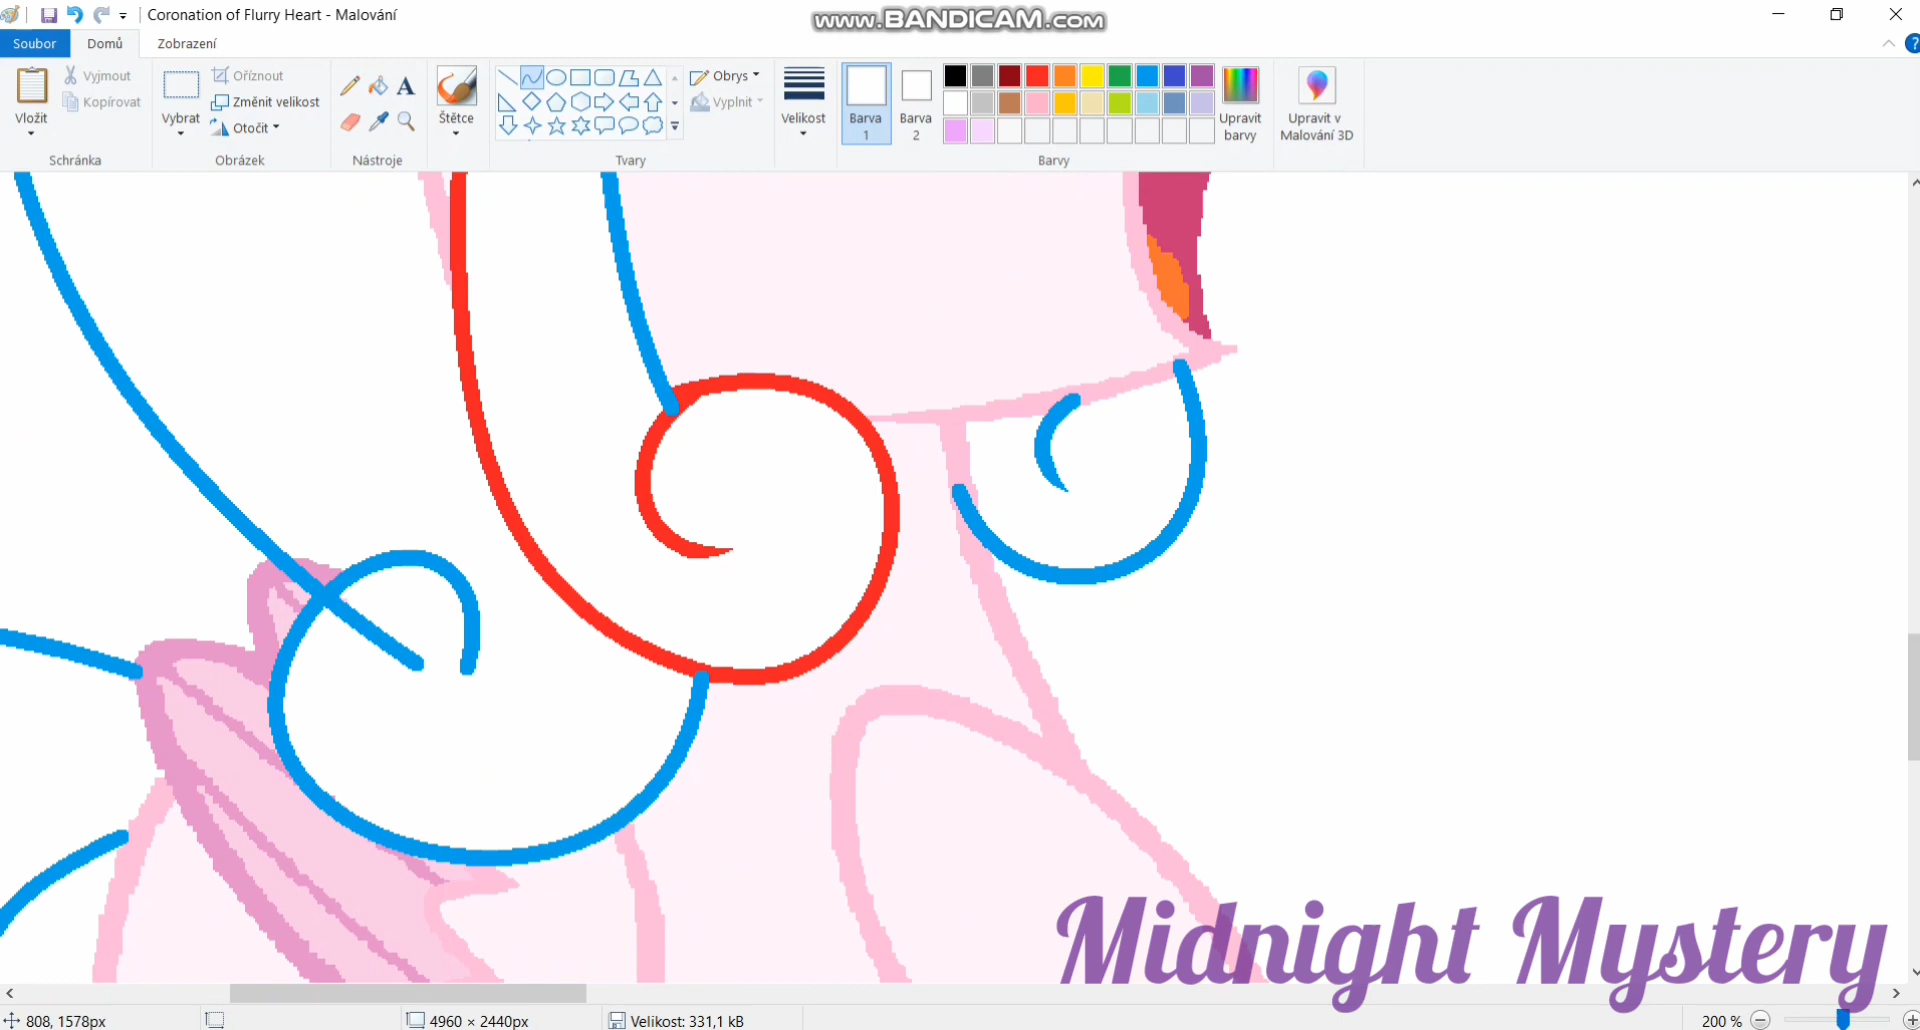 Coronation of Flurry Heart - Malování
www.BANDICAM.com
Soubor Domů Zobrazení
Vložit
Vyjmout
Kopírovat
Schránka
Vybrat
Oříznout
Změnit velikost
Otočit
Obrázek
A
Nástroje
Štětce
Obrys
Vyplnit
Tvary
Velikost
Barva 1
Barva 2
Upravit barvy
Barvy
Upravit v Malování 3D
Midnight Mystery
808, 1578px
4960 × 2440px
Velikost: 331,1 kB
200 %